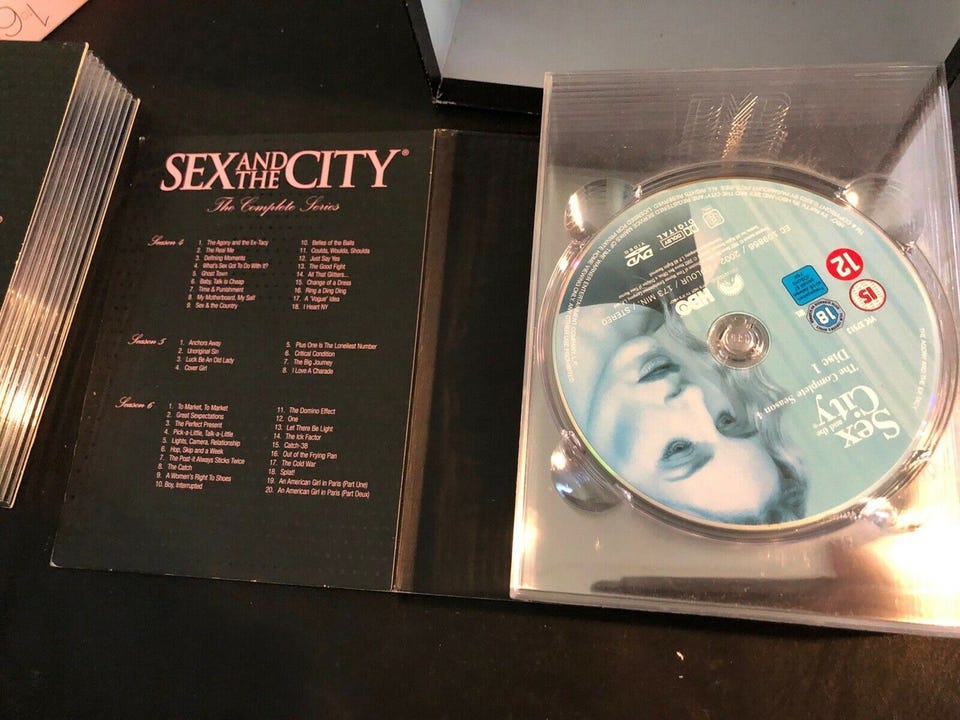 SEX AND THE CITY®
The Complete Series
Season 4
1. The Agony and the Ex-Tacy
2. The Real Me
3. Defining Moments
4. What's Sex Got To Do With It?
5. Ghost Town
6. Baby, Talk is Cheap
7. Time & Punishment
8. My Motherboard, My Self
9. Sex & the Country
10. Belles of the Balls
11. Coulda, Woulda, Shoulda
12. Just Say Yes
13. The Good Fight
14. All That Glitters...
15. Change of a Dress
16. Ring a Ding Ding
17. A 'Vogue' Idea
18. I Heart NY
Season 5
1. Anchors Away
2. Unoriginal Sin
3. Luck Be An Old Lady
4. Cover Girl
5. Plus One is The Loneliest Number
6. Critical Condition
7. The Big Journey
8. I Love A Charade
Season 6
1. To Market, To Market
2. Great Sexpectations
3. The Perfect Present
4. Pick-a-Little, Talk-a-Little
5. Lights, Camera, Relationship
6. Hop, Skip and a Week
7. The Post-it Always Sticks Twice
8. The Catch
9. A Women's Right To Shoes
10. Boy, Interrupted
11. The Domino Effect
12. One
13. Let There Be Light
14. The Ick Factor
15. Catch-38
16. Out of the Frying Pan
17. The Cold War
18. Splat!
19. An American Girl in Paris (Part Une)
20. An American Girl in Paris (Part Deux)
Sex and the City
The Complete Season 4
Disc 1
12
15
18
HBO
DVD
VIDEO
DOLBY
DIGITAL